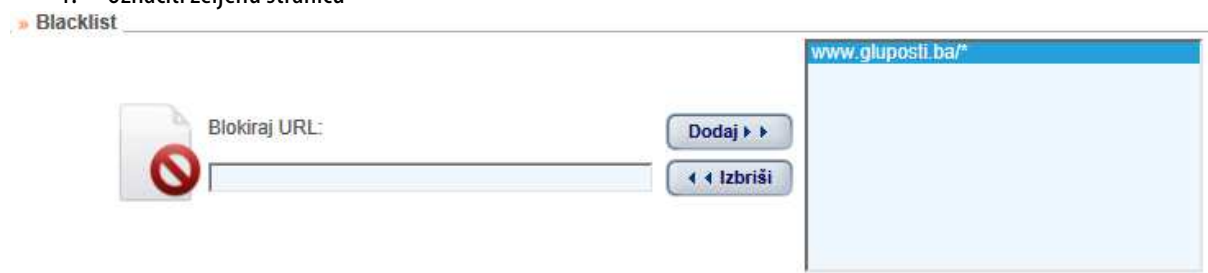 » Blacklist
www.gluposti.ba/*
Blokiraj URL:
Dodaj
Izbriši